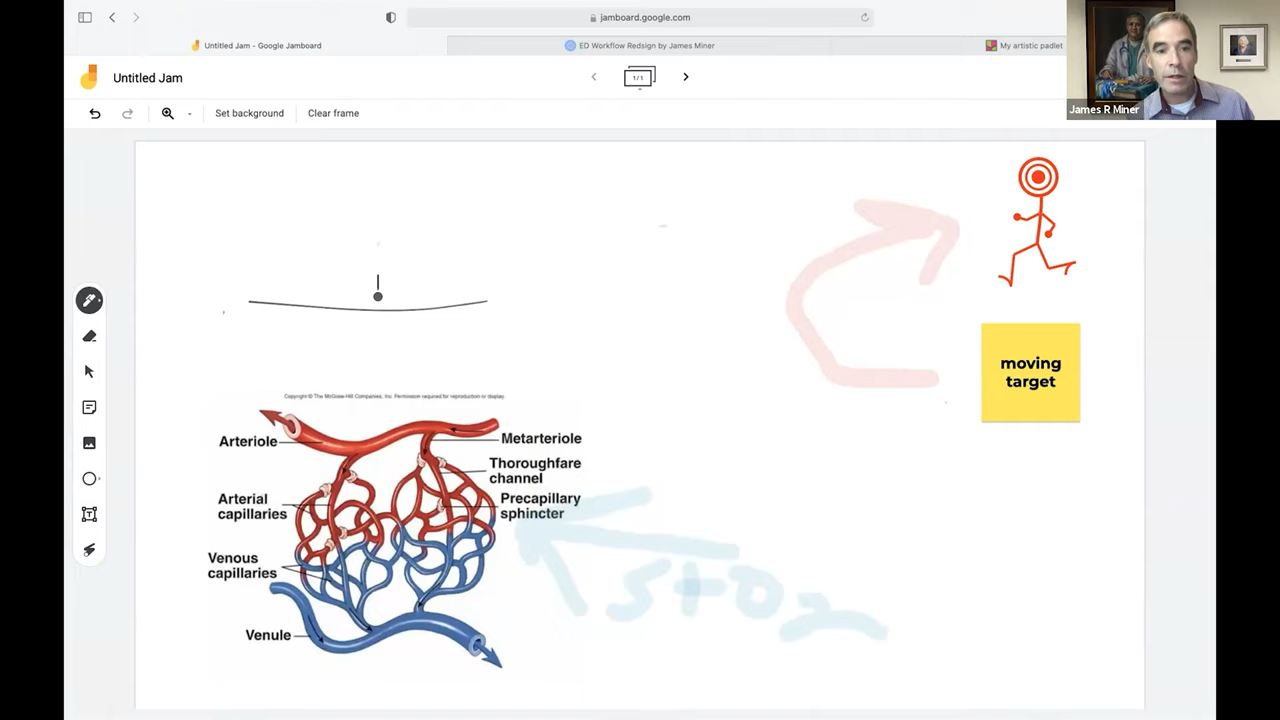 jamboard.google.com
Untitled Jam - Google Jamboard
ED Workflow Redsign by James Miner
My artistic padlet
Untitled Jam
1/1
James R Miner
Set background
Clear frame
moving
target
Copyright © The McGraw-Hill Companies, Inc. Permission required for reproduction or display.
Arteriole
Metarteriole
Thoroughfare
channel
Arterial
capillaries
Precapillary
sphincter
Venous
capillaries
Venule
StO2